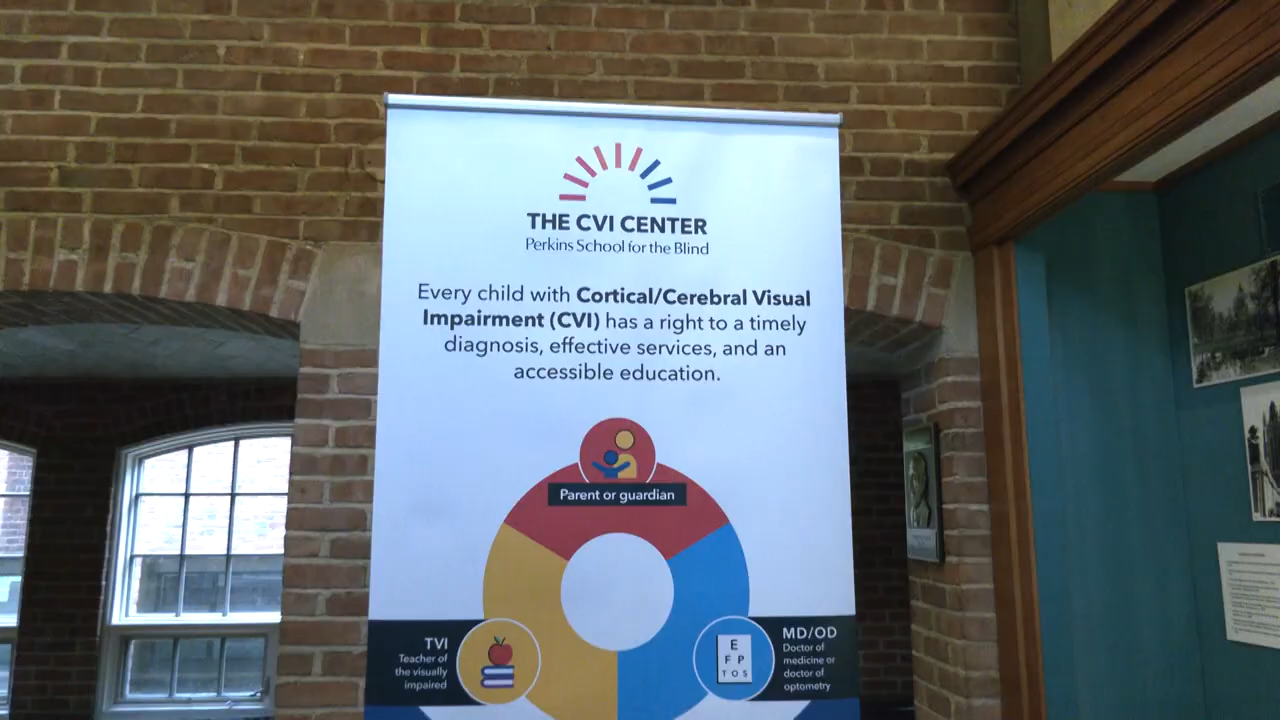 THE CVI CENTER
Perkins School for the Blind
Every child with Cortical/Cerebral Visual
Impairment (CVI) has a right to a timely
diagnosis, effective services, and an
accessible education.
Parent or guardian
TVI
Teacher of
the visually
impaired
E
F P
T O S
MD/OD
Doctor of
medicine or
doctor of
optometry